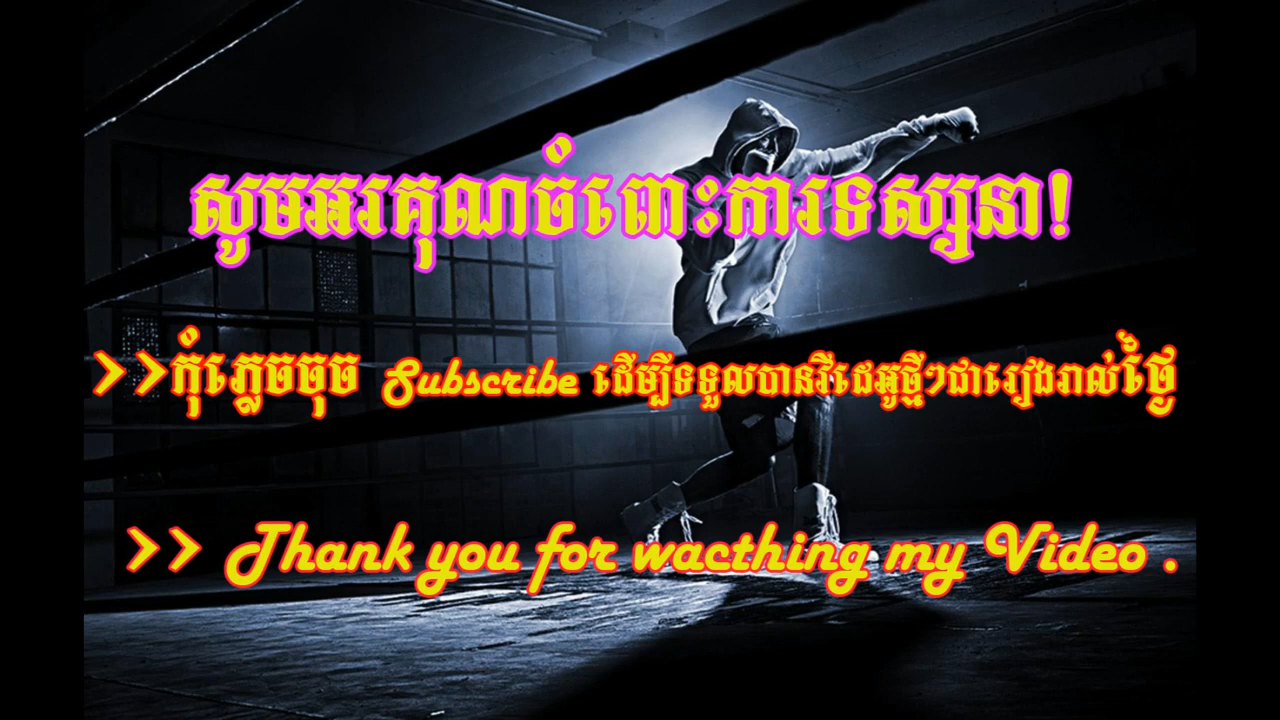 សូមអរគុណចំពោះការទស្សនា!
>>កុំភ្លេចចុច Subscribe ដើម្បីទទួលបានវីដេអូថ្មីៗជារៀងរាល់ថ្ងៃ
>> Thank you for wacthing my Video .